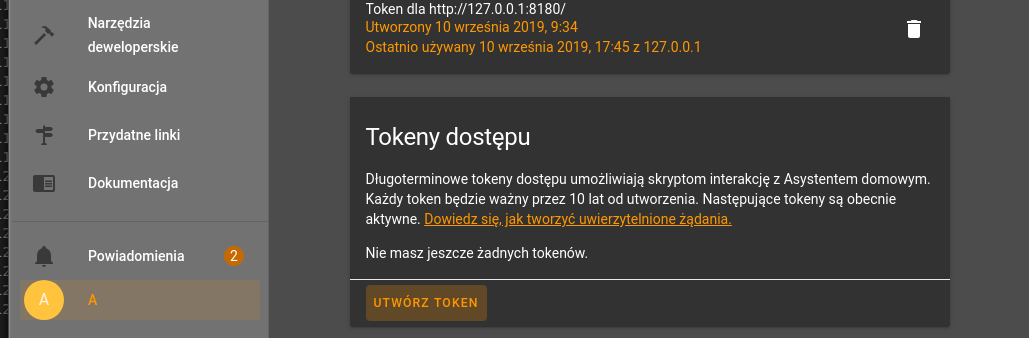 Narzędzia
deweloperskie
Konfiguracja
Przydatne linki
Dokumentacja
Powiadomienia 2
A A
Token dla http://127.0.0.1:8180/
Utworzony 10 września 2019, 9:34
Ostatnio używany 10 września 2019, 17:45 z 127.0.0.1
Tokeny dostępu
Długoterminowe tokeny dostępu umożliwiają skryptom interakcję z Asystentem domowym.
Każdy token będzie ważny przez 10 lat od utworzenia. Następujące tokeny są obecnie
aktywne. Dowiedz się, jak tworzyć uwierzytelnione żądania.
Nie masz jeszcze żadnych tokenów.
UTWÓRZ TOKEN